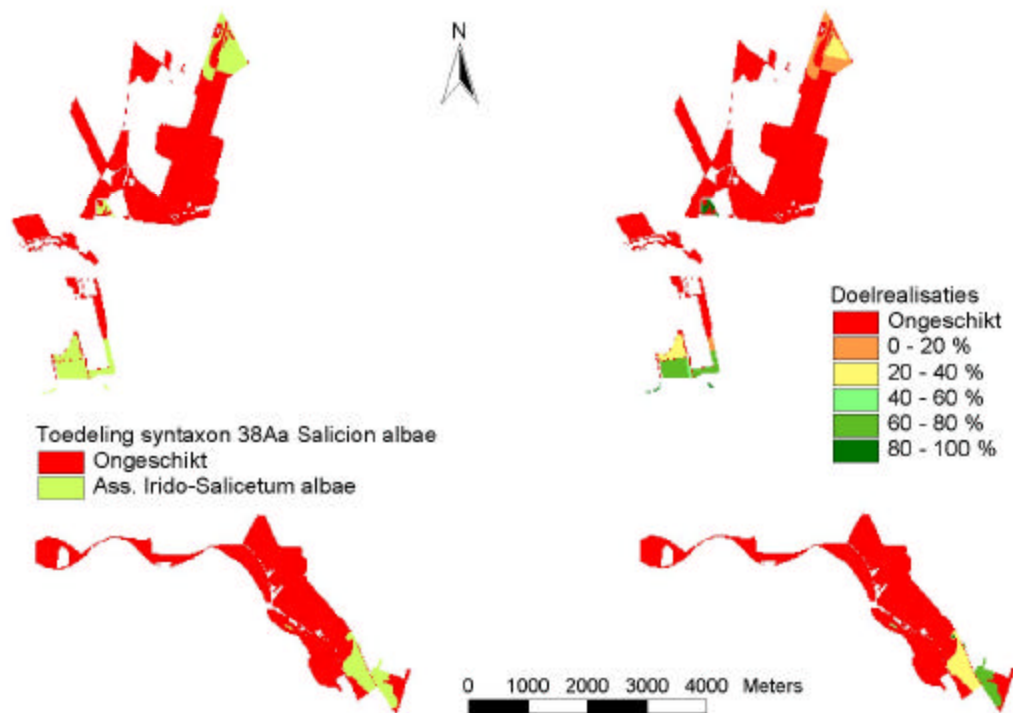 N
Doelrealisaties
Ongeschikt
0 - 20 %
20 - 40 %
40 - 60 %
60 - 80 %
80 - 100 %
Toedeling syntaxon 38Aa Salicion albae
Ongeschikt
Ass. Irido-Salicetum albae
0 1000 2000 3000 4000 Meters